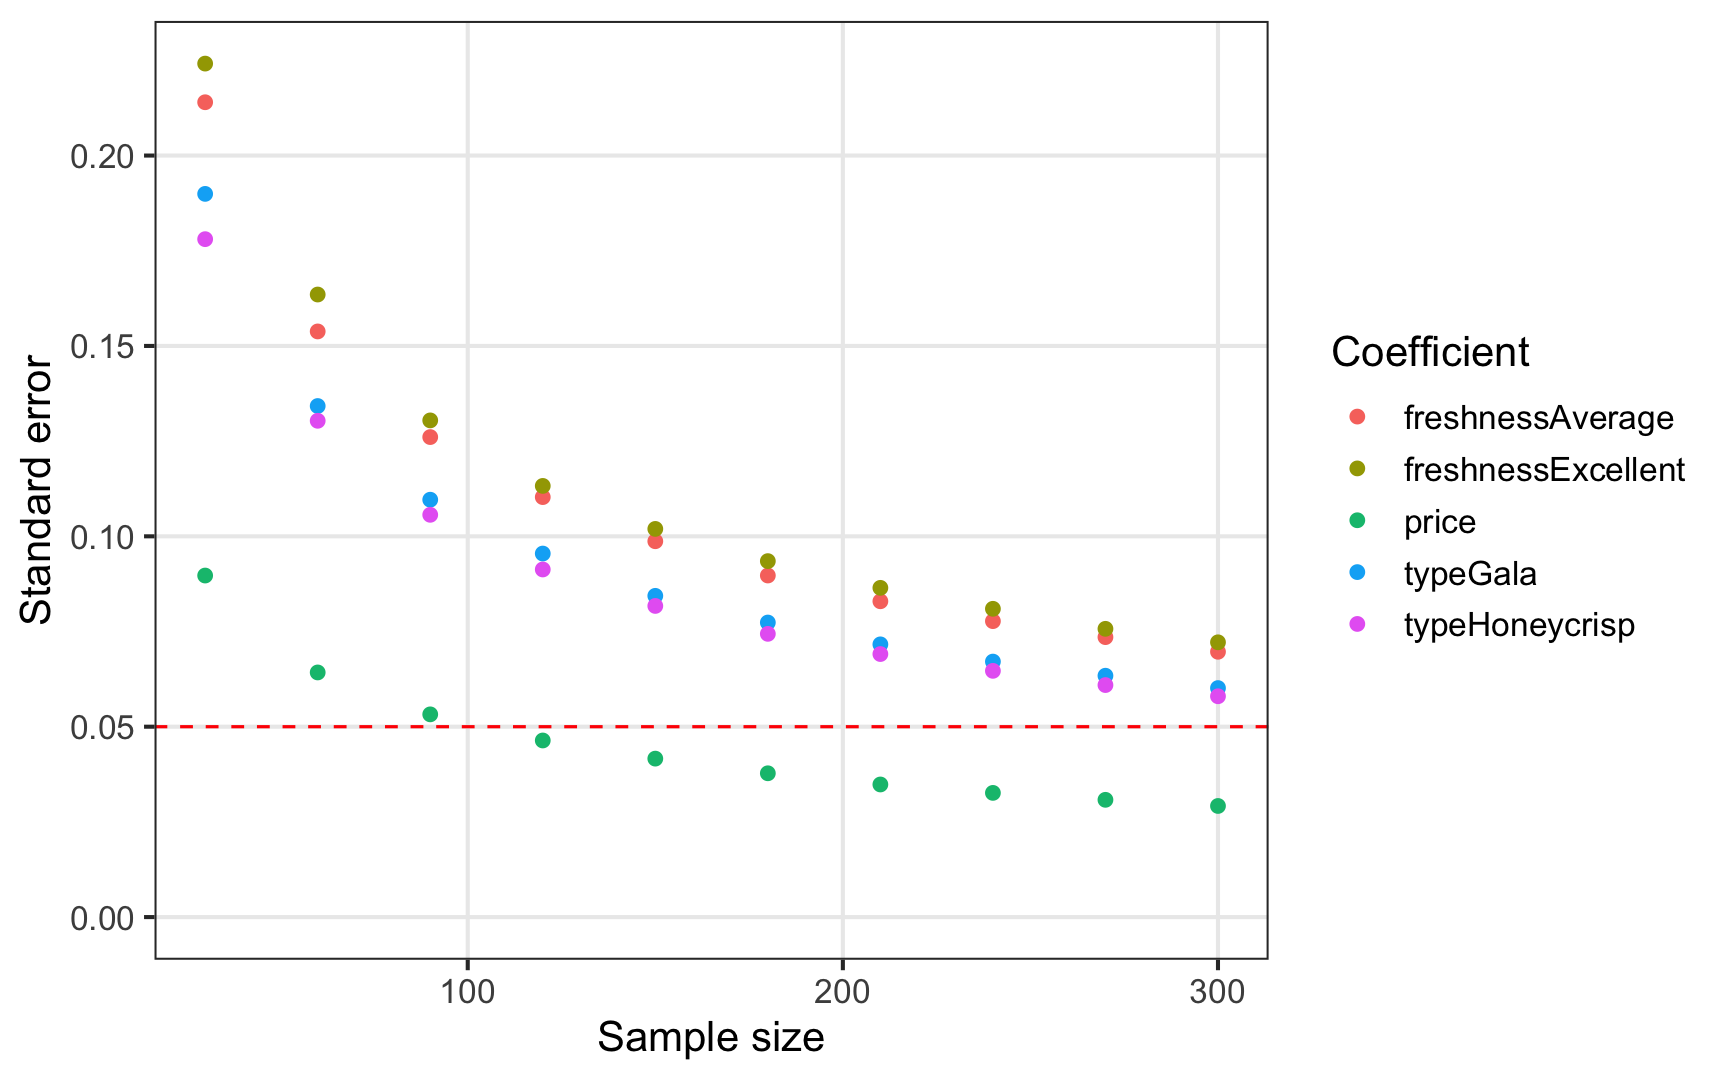 0.20
0.15
0.10
0.05
0.00
Standard error
100
200
300
Sample size
Coefficient
freshnessAverage
freshnessExcellent
price
typeGala
typeHoneycrisp